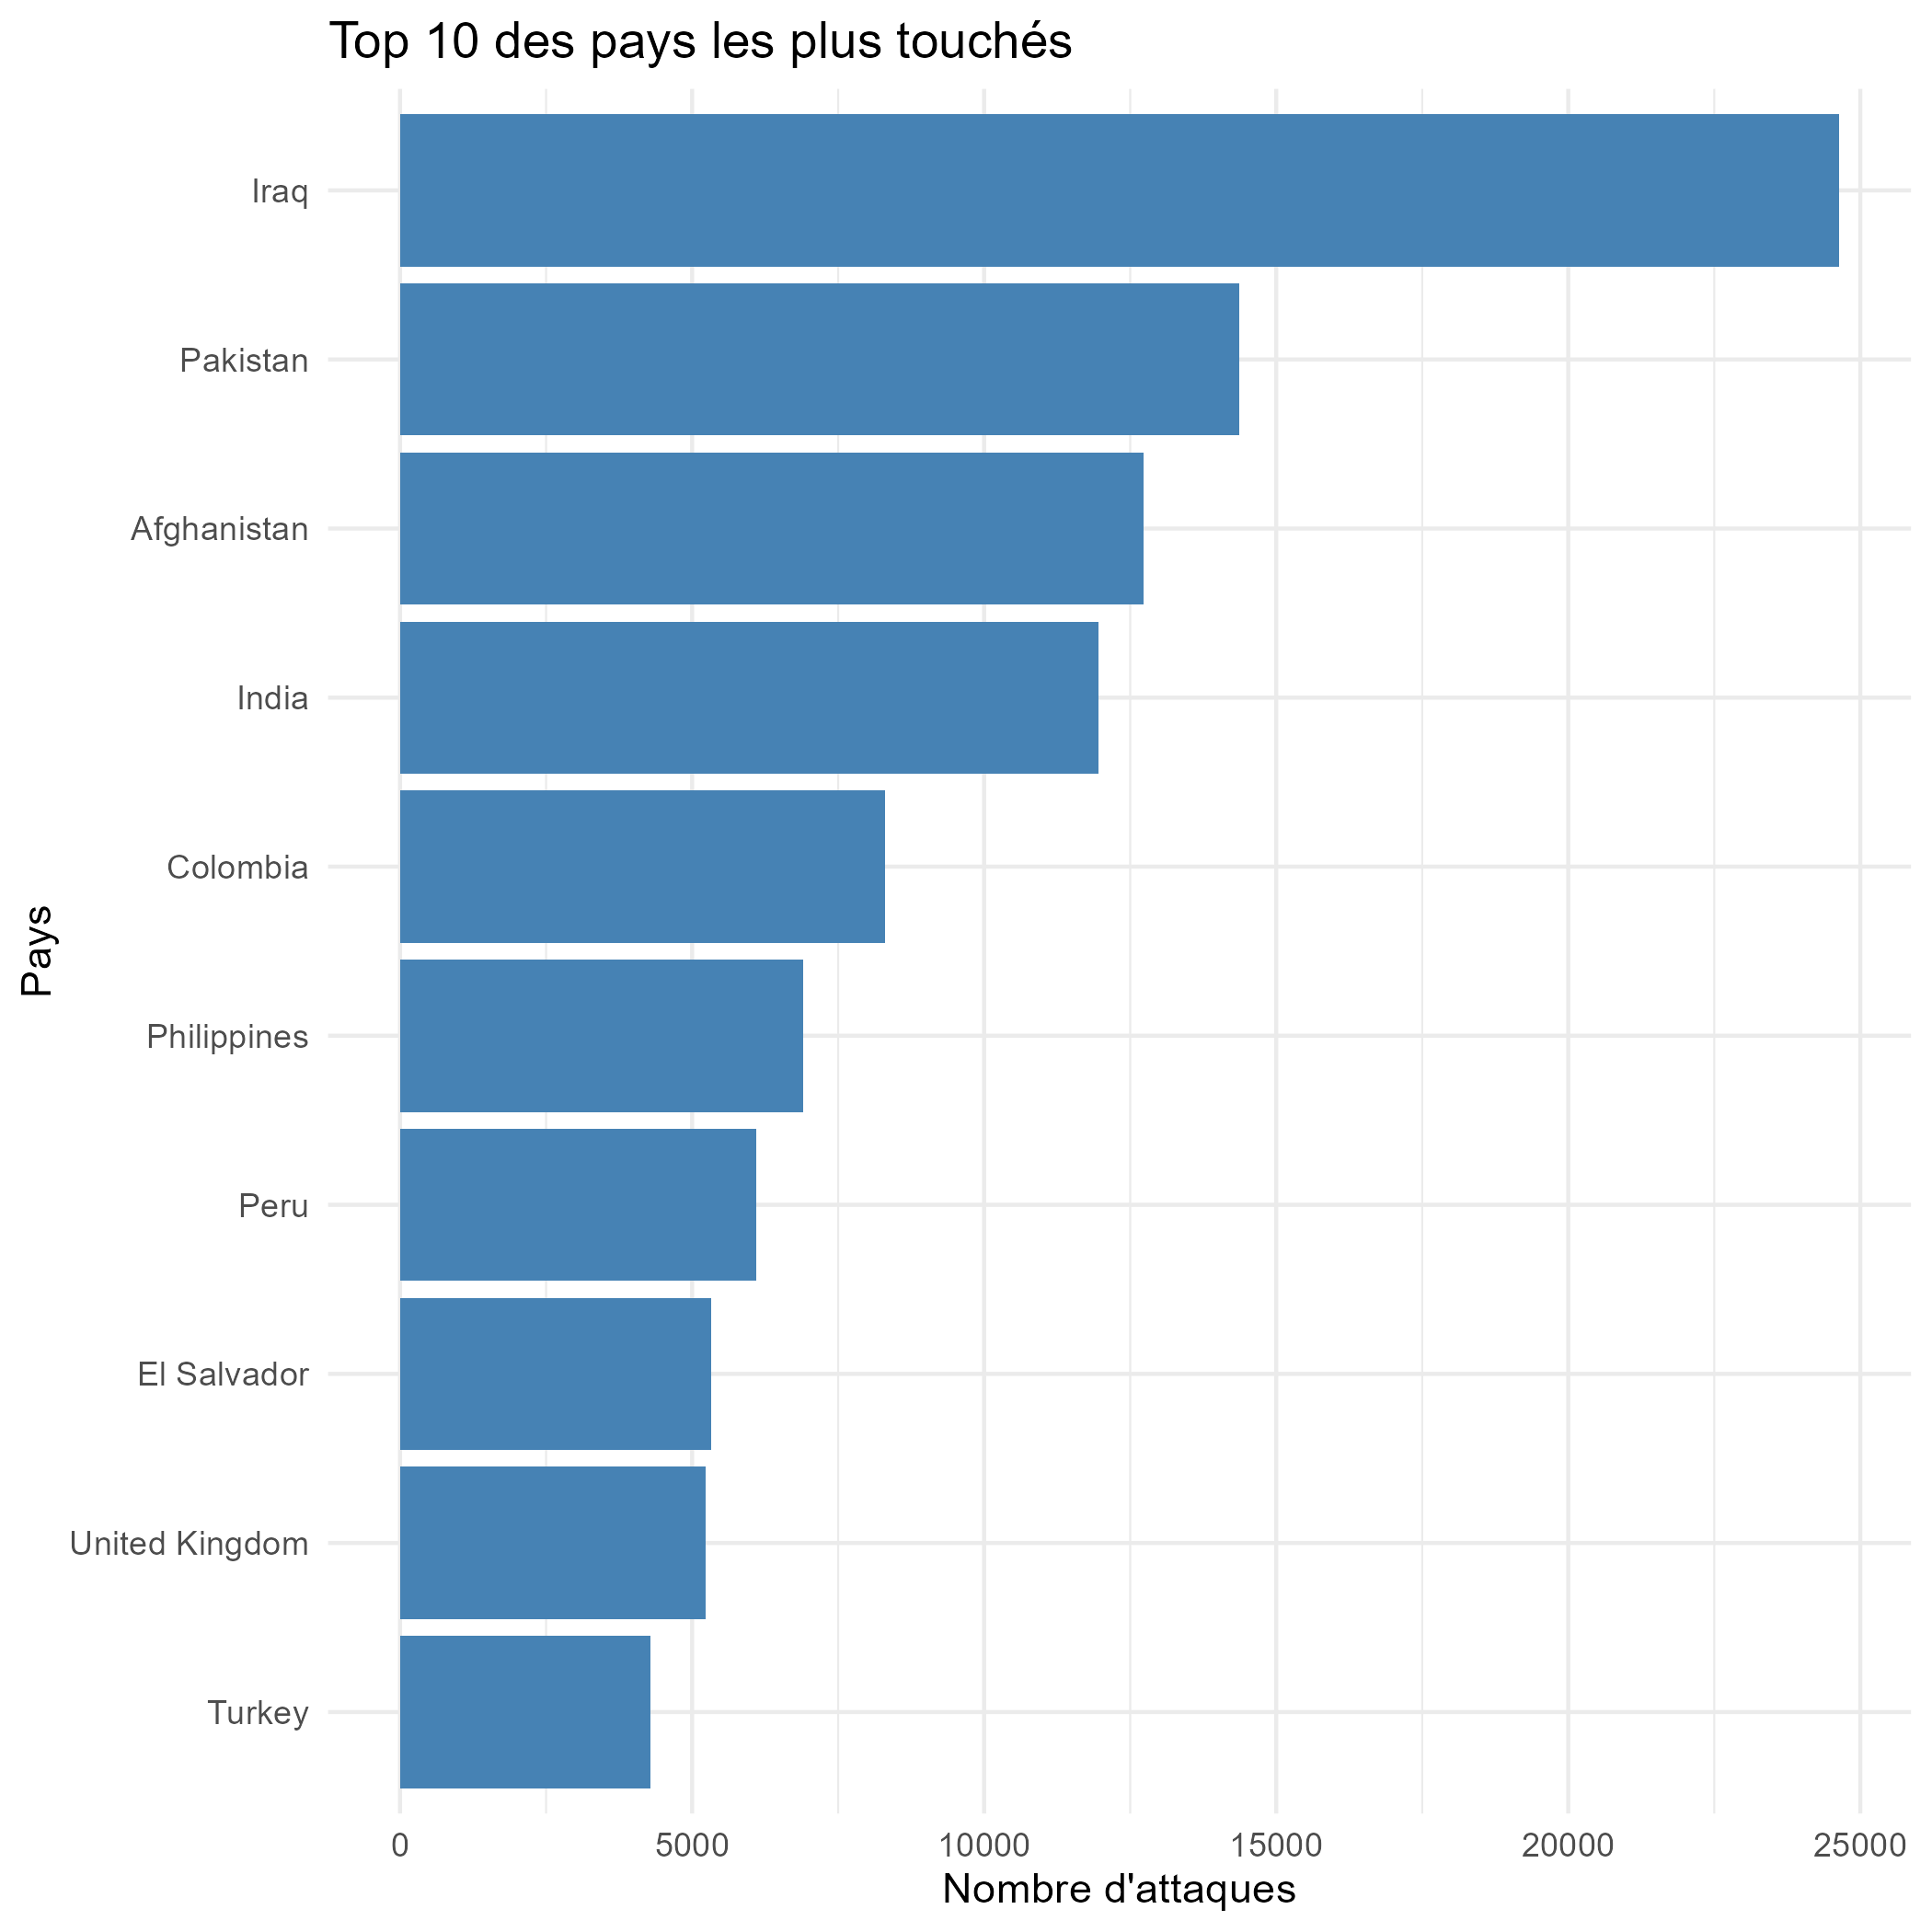 Top 10 des pays les plus touchés
Iraq
Pakistan
Afghanistan
India
Colombia
Philippines
Peru
El Salvador
United Kingdom
Turkey
Pays
0 5000 10000 15000 20000 25000
Nombre d'attaques